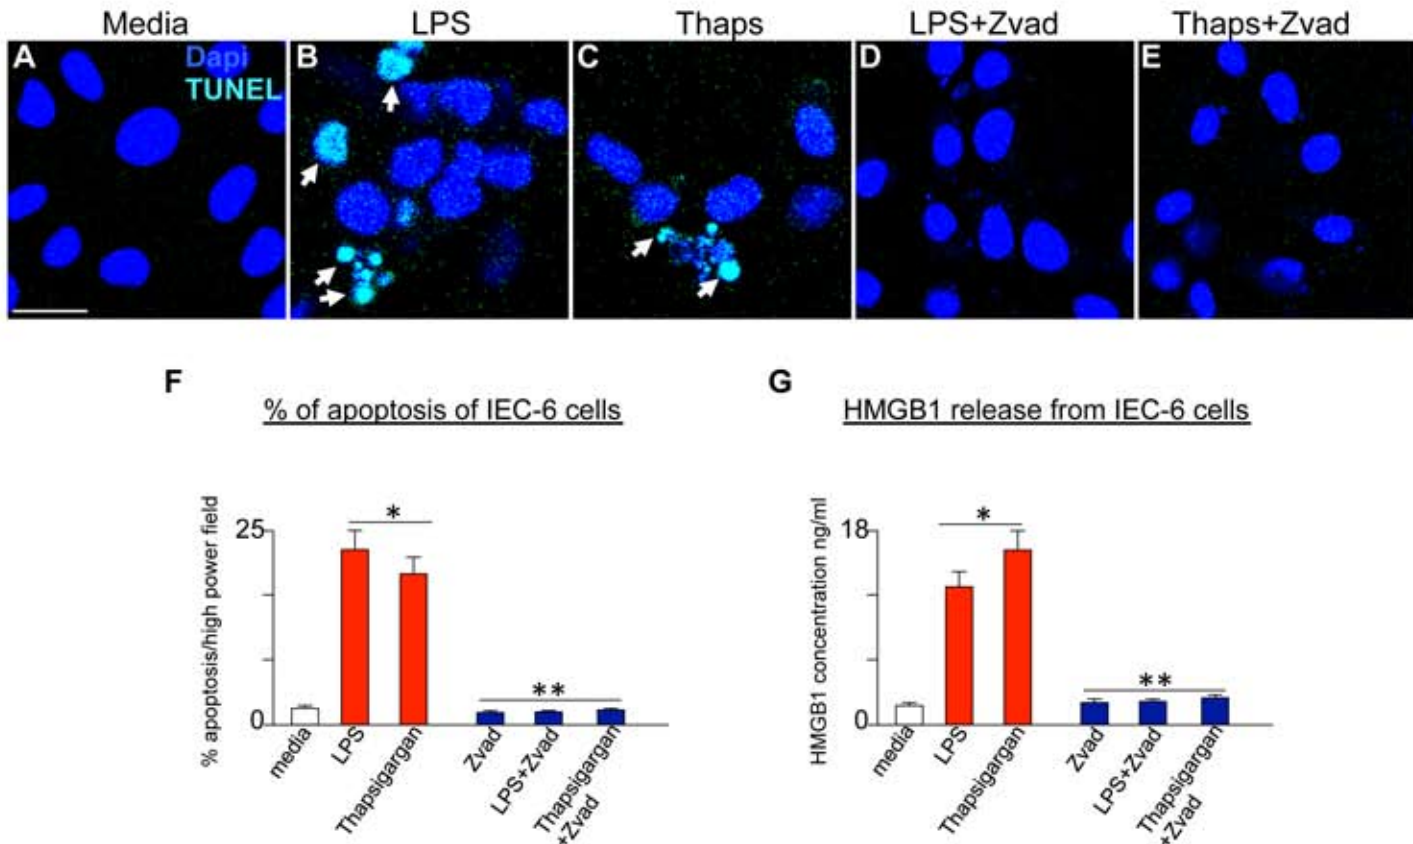 Media
LPS
Thaps
LPS+Zvad
Thaps+Zvad
A
Dapi
TUNEL
B
C
D
E
F
% of apoptosis of IEC-6 cells
% apoptosis/high power field
25
0
*
**
media
LPS
Thapsigargan
Zvad
LPS+Zvad
Thapsigargan
+Zvad
G
HMGB1 release from IEC-6 cells
HMGB1 concentration ng/ml
18
0
*
**
media
LPS
Thapsigargan
Zvad
LPS+Zvad
Thapsigargan
+Zvad